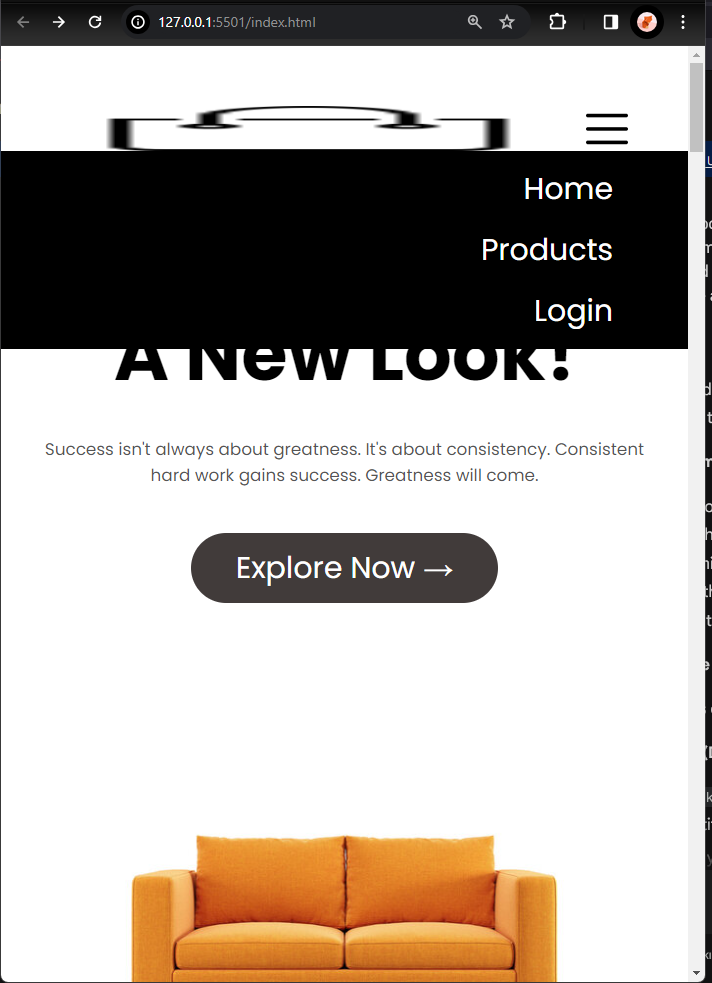 127.0.0.1:5501/index.html
Home
Products
Login
A New Look!
Success isn't always about greatness. It's about consistency. Consistent
hard work gains success. Greatness will come.
Explore Now →